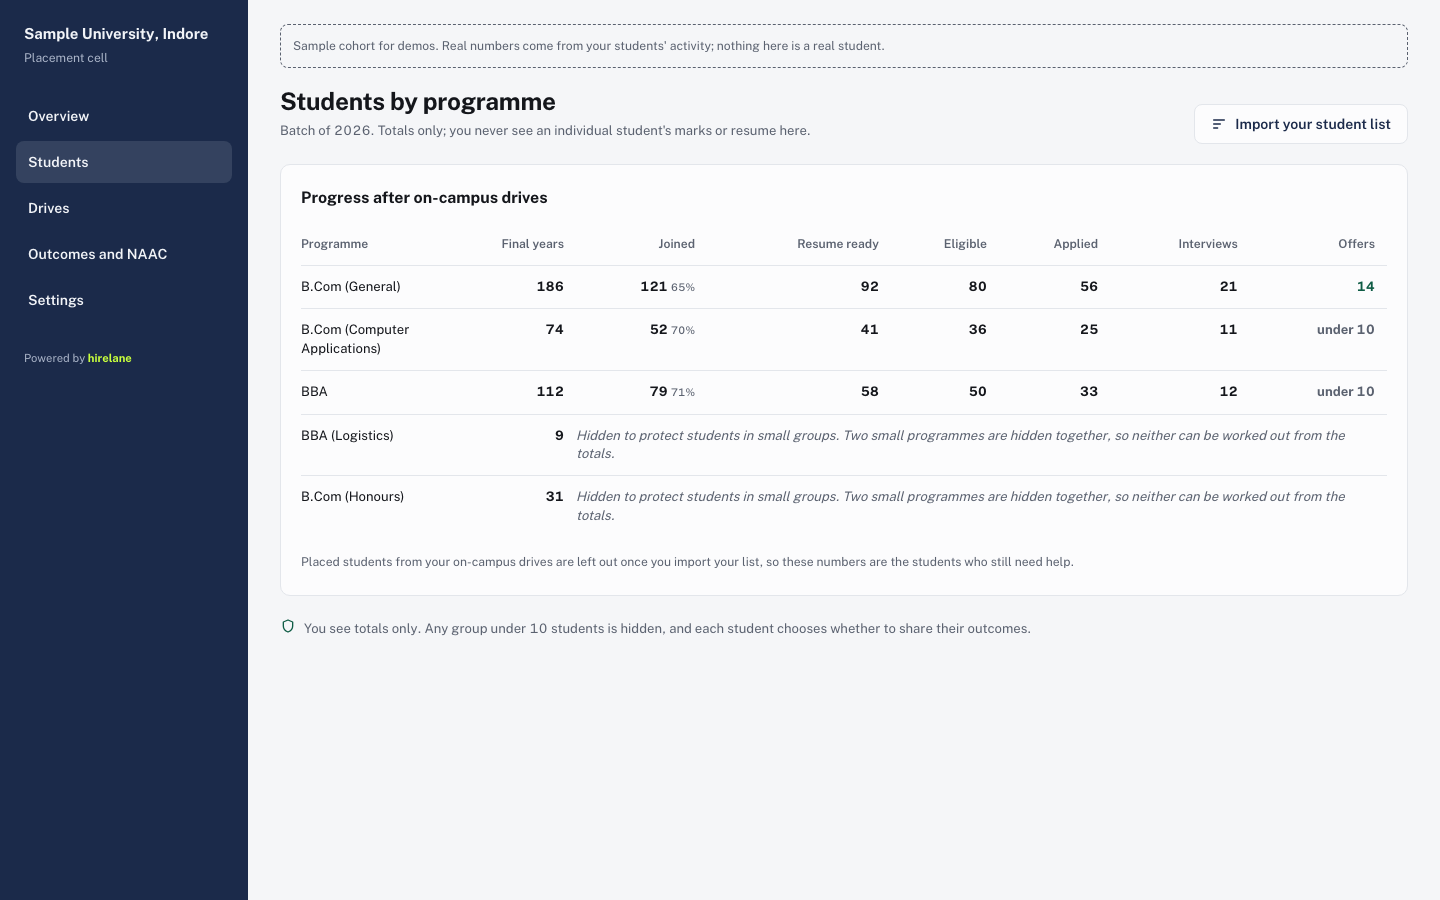 Sample University, Indore
Placement cell
Overview
Students
Drives
Outcomes and NAAC
Settings
Powered by hirelane
Sample cohort for demos. Real numbers come from your students' activity; nothing here is a real student.
Students by programme
Batch of 2026. Totals only; you never see an individual student's marks or resume here.
Import your student list
Progress after on-campus drives
Programme Final years Joined Resume ready Eligible Applied Interviews Offers
B.Com (General) 186 121 65% 92 80 56 21 14
B.Com (Computer 74 52 70% 41 36 25 11 under 10
Applications)
BBA 112 79 71% 58 50 33 12 under 10
BBA (Logistics) 9 Hidden to protect students in small groups. Two small programmes are hidden together, so neither can be worked out from the
totals.
B.Com (Honours) 31 Hidden to protect students in small groups. Two small programmes are hidden together, so neither can be worked out from the
totals.
Placed students from your on-campus drives are left out once you import your list, so these numbers are the students who still need help.
You see totals only. Any group under 10 students is hidden, and each student chooses whether to share their outcomes.